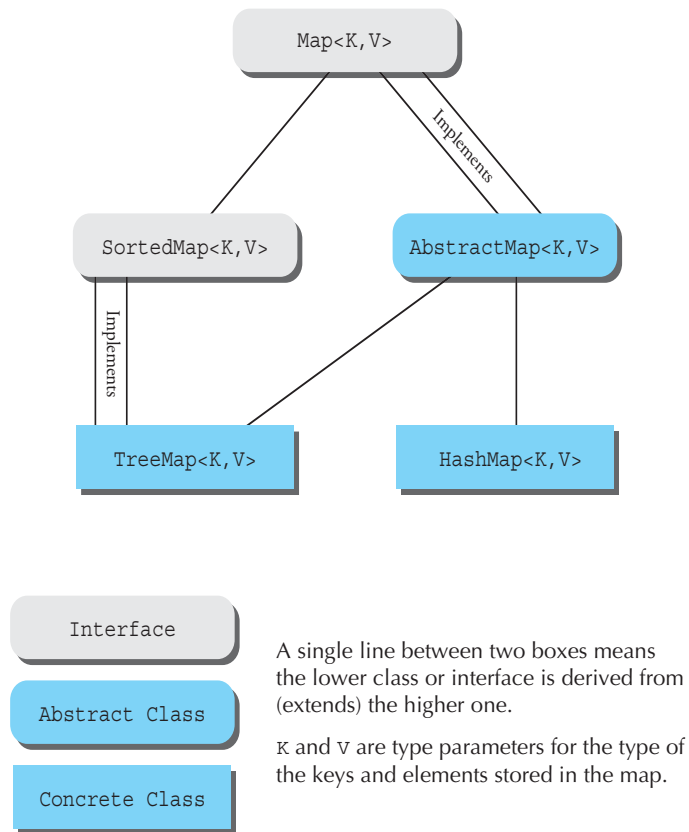 Map<K,V>
Implements
SortedMap<K,V>
AbstractMap<K,V>
Implements
TreeMap<K,V>
HashMap<K,V>
Interface
Abstract Class
Concrete Class
A single line between two boxes means
the lower class or interface is derived from
(extends) the higher one.
K and V are type parameters for the type of
the keys and elements stored in the map.